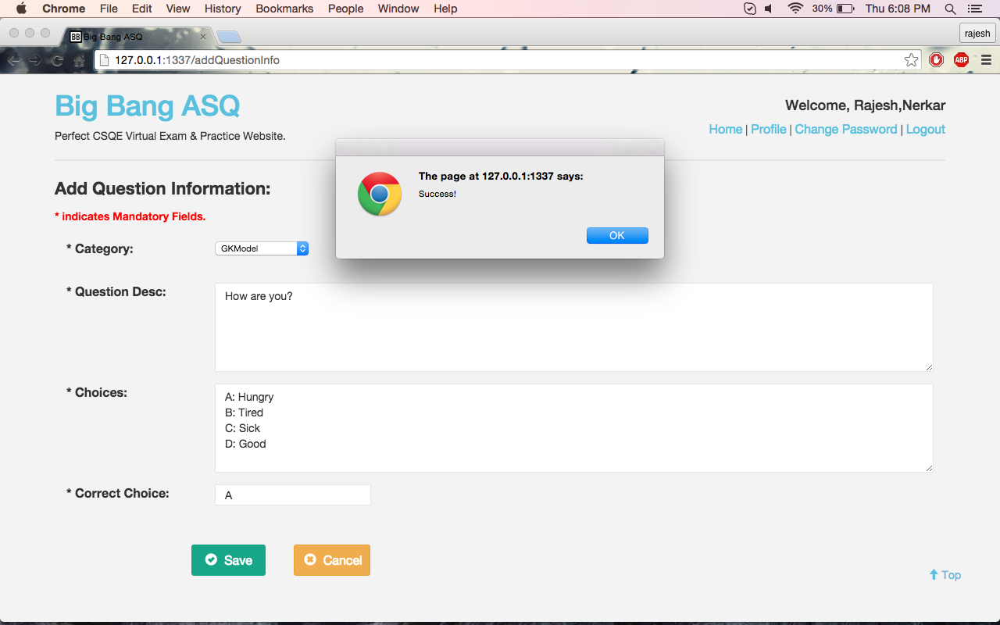 Chrome File Edit View History Bookmarks People Window Help 30% Thu 6:08 PM
BB Big Bang ASQ rajesh
127.0.0.1:1337/addQuestionInfo ABP
Big Bang ASQ
Welcome, Rajesh,Nerkar
Perfect CSQE Virtual Exam & Practice Website.
Home | Profile | Change Password | Logout
The page at 127.0.0.1:1337 says:
Success!
OK
Add Question Information:
* indicates Mandatory Fields.
* Category: GKModel
* Question Desc: How are you?
* Choices: A: Hungry
B: Tired
C: Sick
D: Good
* Correct Choice: A
Save Cancel
Top